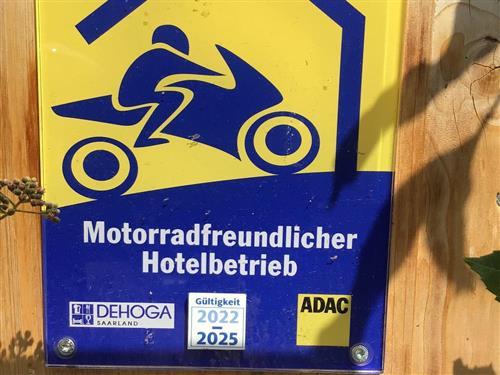 Motorradfreundlicher
Hotelbetrieb
DEHOGA
SAARLAND
Gültigkeit
2022
–
2025
ADAC